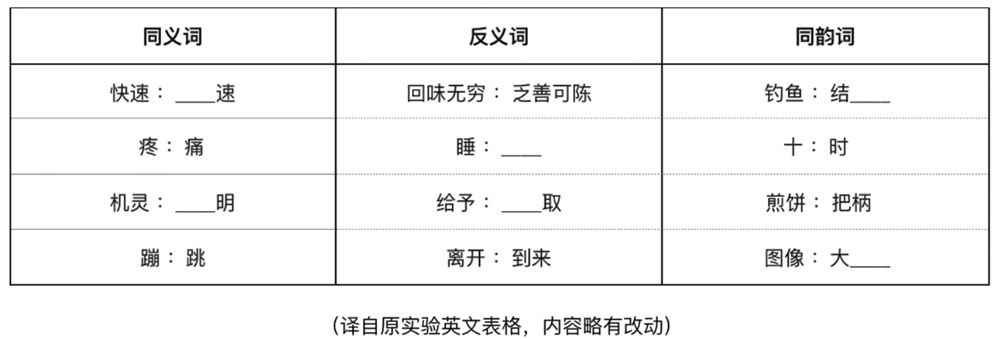 同义词 反义词 同韵词
快速：____速 回味无穷：乏善可陈 钓鱼：结____
疼：痛 睡：____ 十：时
机灵：____明 给予：____取 煎饼：把柄
蹦：跳 离开：到来 图像：大____
（译自原实验英文表格，内容略有改动）